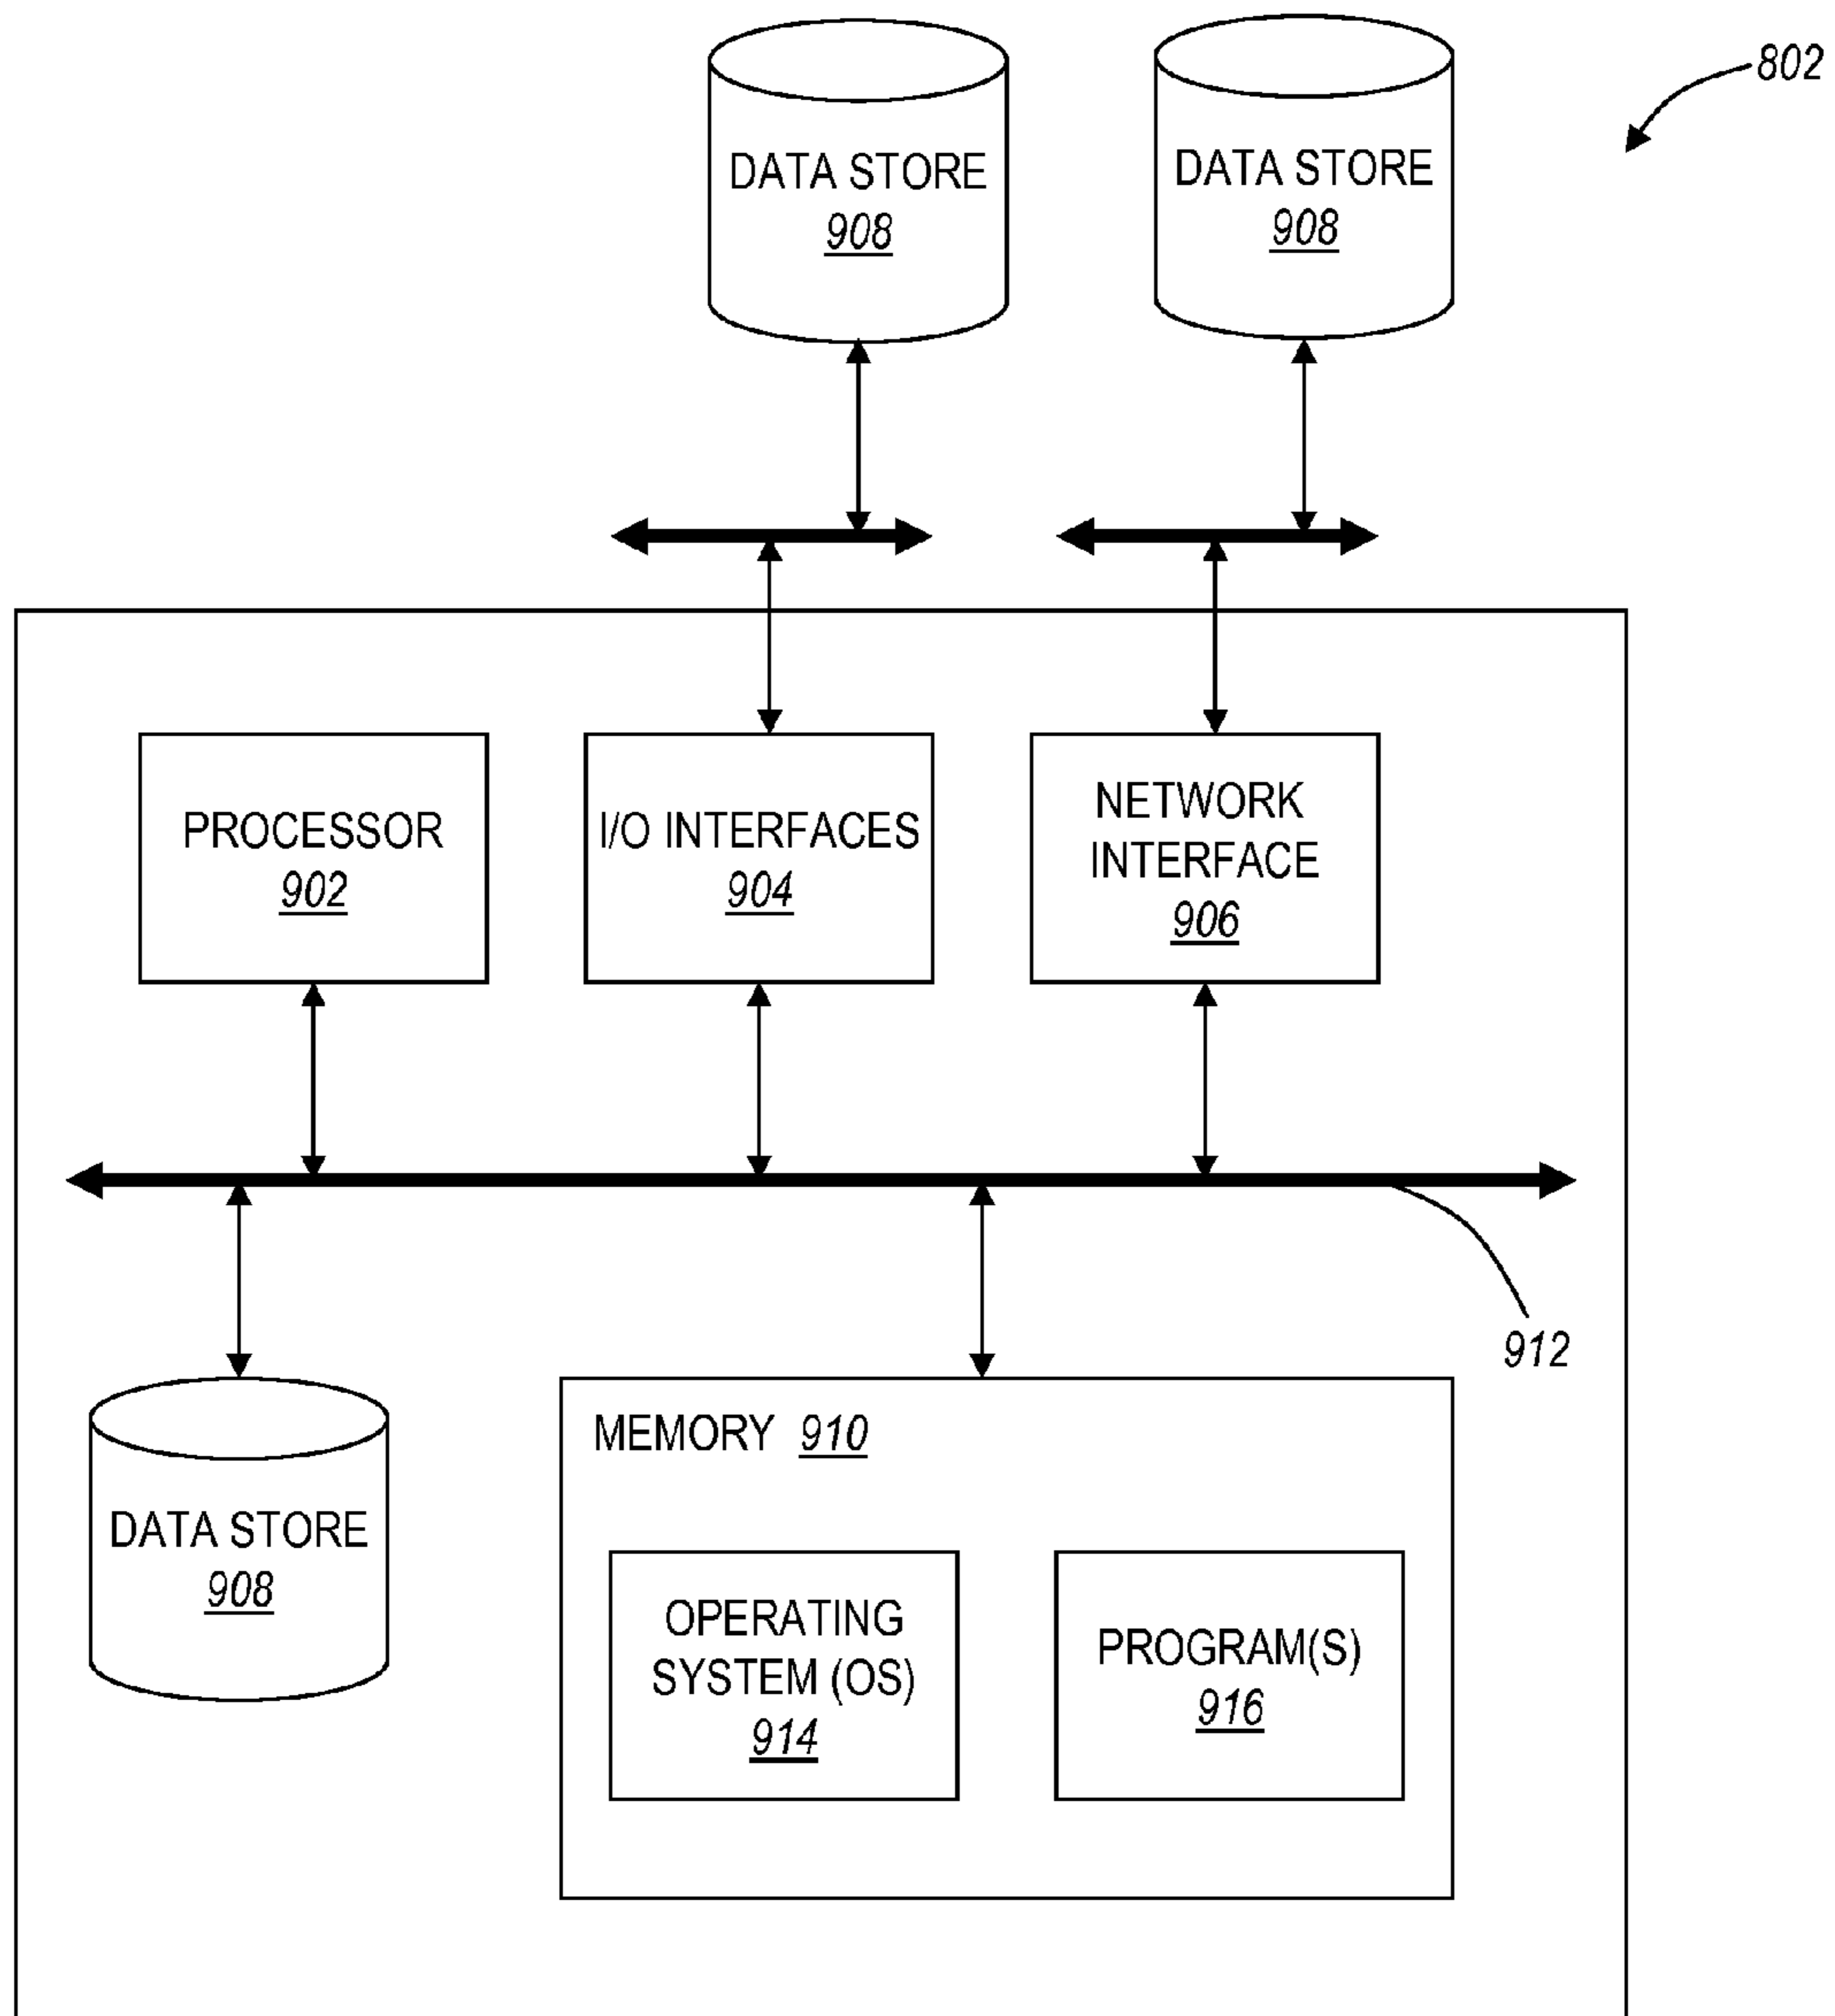 802
DATA STORE
908
DATA STORE
908
PROCESSOR
902
I/O INTERFACES
904
NETWORK
INTERFACE
906
912
DATA STORE
908
MEMORY 910
OPERATING
SYSTEM (OS)
914
PROGRAM(S)
916